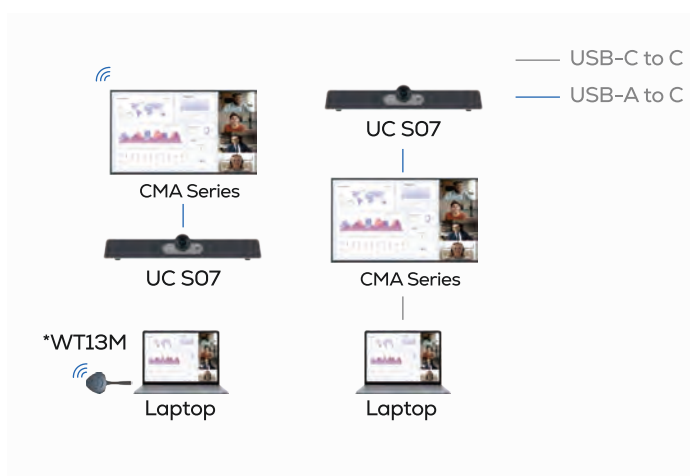 USB-C to C
USB-A to C
CMA Series
UC S07
*WT13M
Laptop
UC S07
CMA Series
Laptop